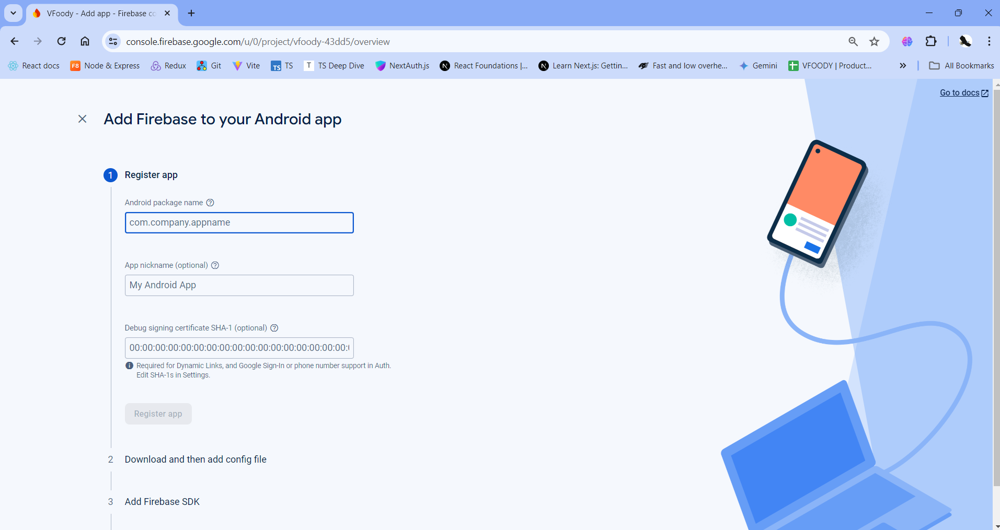 VFoody - Add app - Firebase co
console.firebase.google.com/u/0/project/vfoody-43dd5/overview
React docs
F8 Node & Express
Redux
Git
Vite
TS TS
T TS Deep Dive
NextAuth.js
N React Foundations |...
N Learn Next.js: Gettin...
Fast and low overhe...
Gemini
VFOODY | Product...
All Bookmarks
Go to docs
Add Firebase to your Android app
1 Register app
Android package name
com.company.appname
App nickname (optional)
My Android App
Debug signing certificate SHA-1 (optional)
00:00:00:00:00:00:00:00:00:00:00:00:00:00:00:00:00:
Required for Dynamic Links, and Google Sign-In or phone number support in Auth.
Edit SHA-1s in Settings.
Register app
2 Download and then add config file
3 Add Firebase SDK